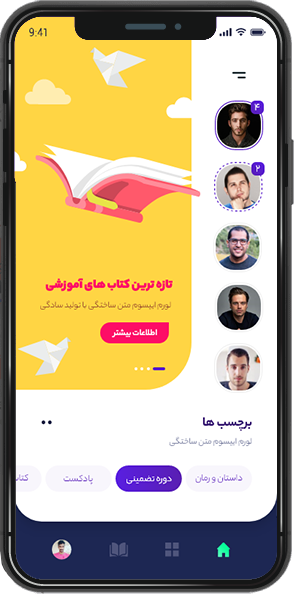 9:41
۴
۲
تازه ترین کتاب های آموزشی
لورم ایپسوم متن ساختگی با تولید سادگی
اطلاعات بیشتر
برچسب ها
لورم ایپسوم متن ساختگی
داستان و رمان
دوره تضمینی
پادکست
کتاب